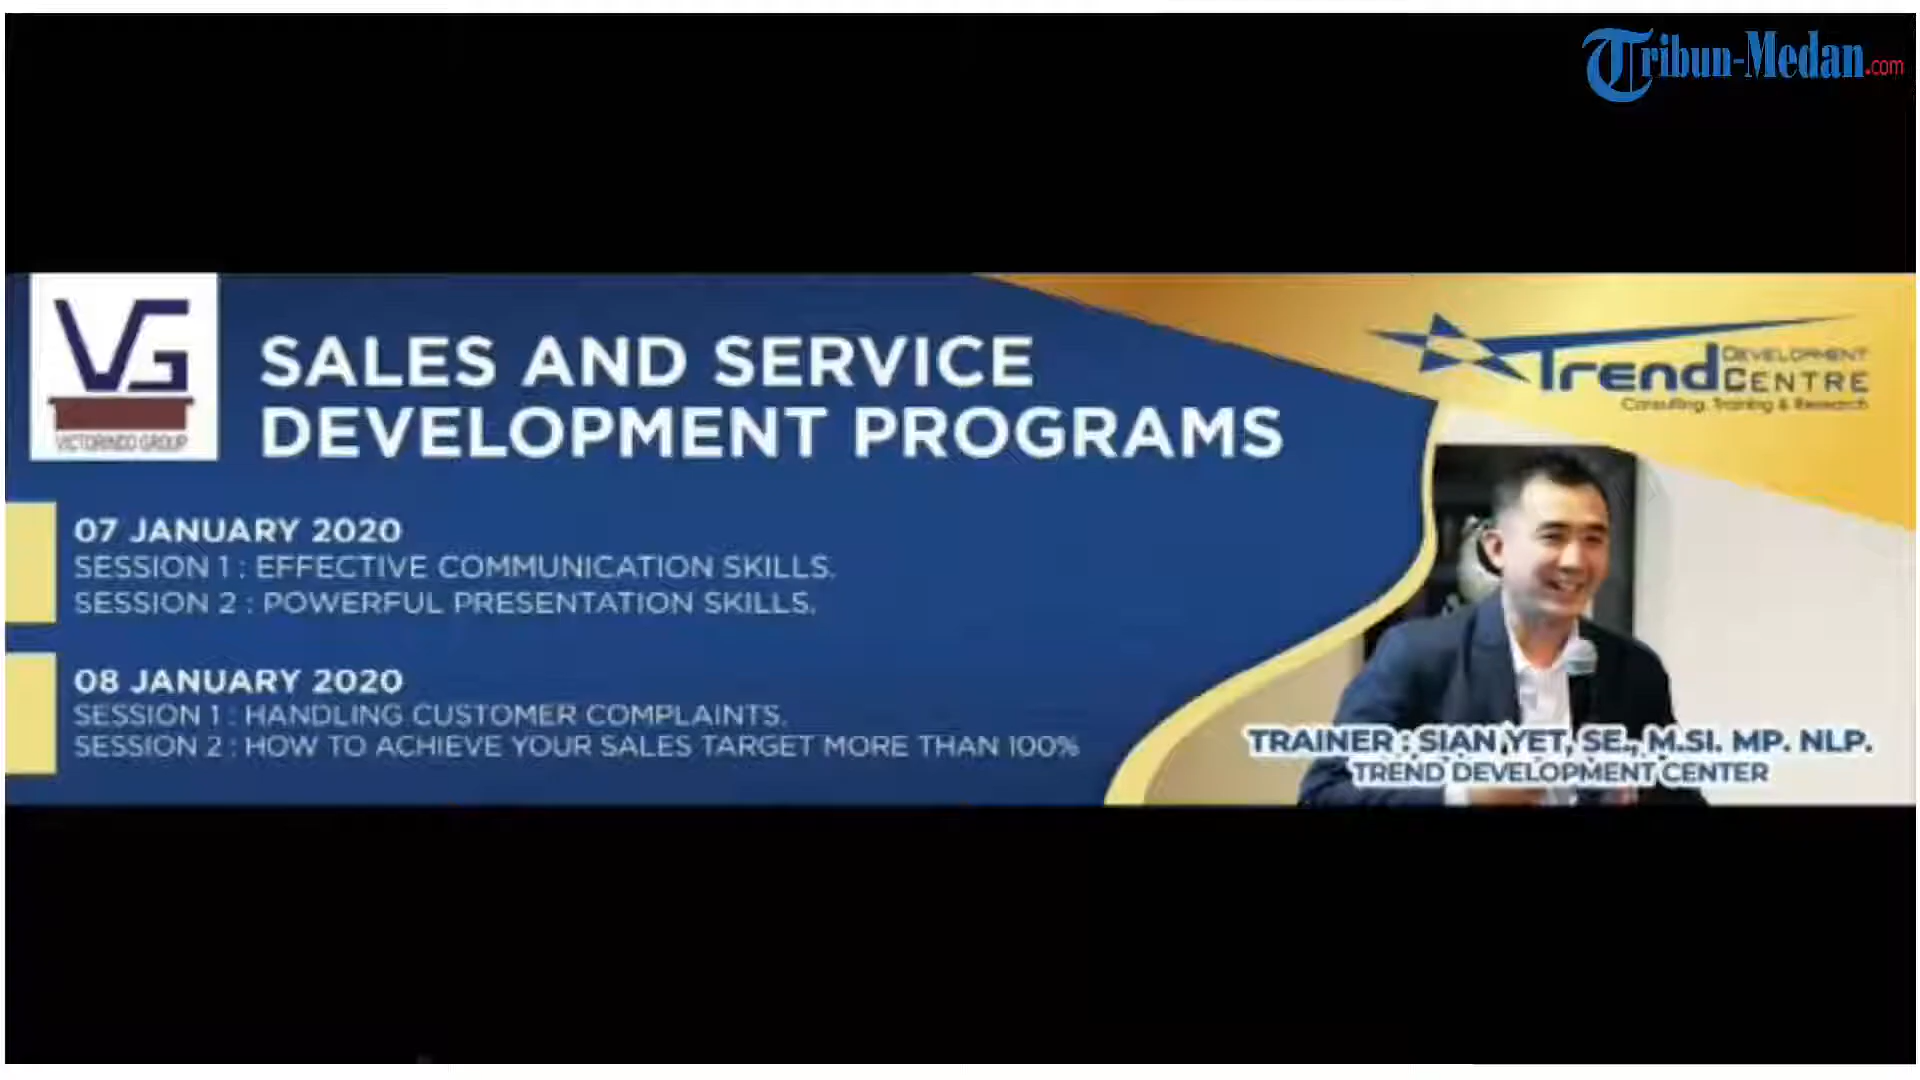 Tribun-Medan.com
VG
VICTORINDO GROUP
SALES AND SERVICE
DEVELOPMENT PROGRAMS
Trend DEVELOPMENT CENTRE
Consulting, Training & Research
07 JANUARY 2020
SESSION 1 : EFFECTIVE COMMUNICATION SKILLS.
SESSION 2 : POWERFUL PRESENTATION SKILLS.
08 JANUARY 2020
SESSION 1 : HANDLING CUSTOMER COMPLAINTS.
SESSION 2 : HOW TO ACHIEVE YOUR SALES TARGET MORE THAN 100%
TRAINER : SIAN YET, SE., M.SI. MP. NLP.
TREND DEVELOPMENT CENTER